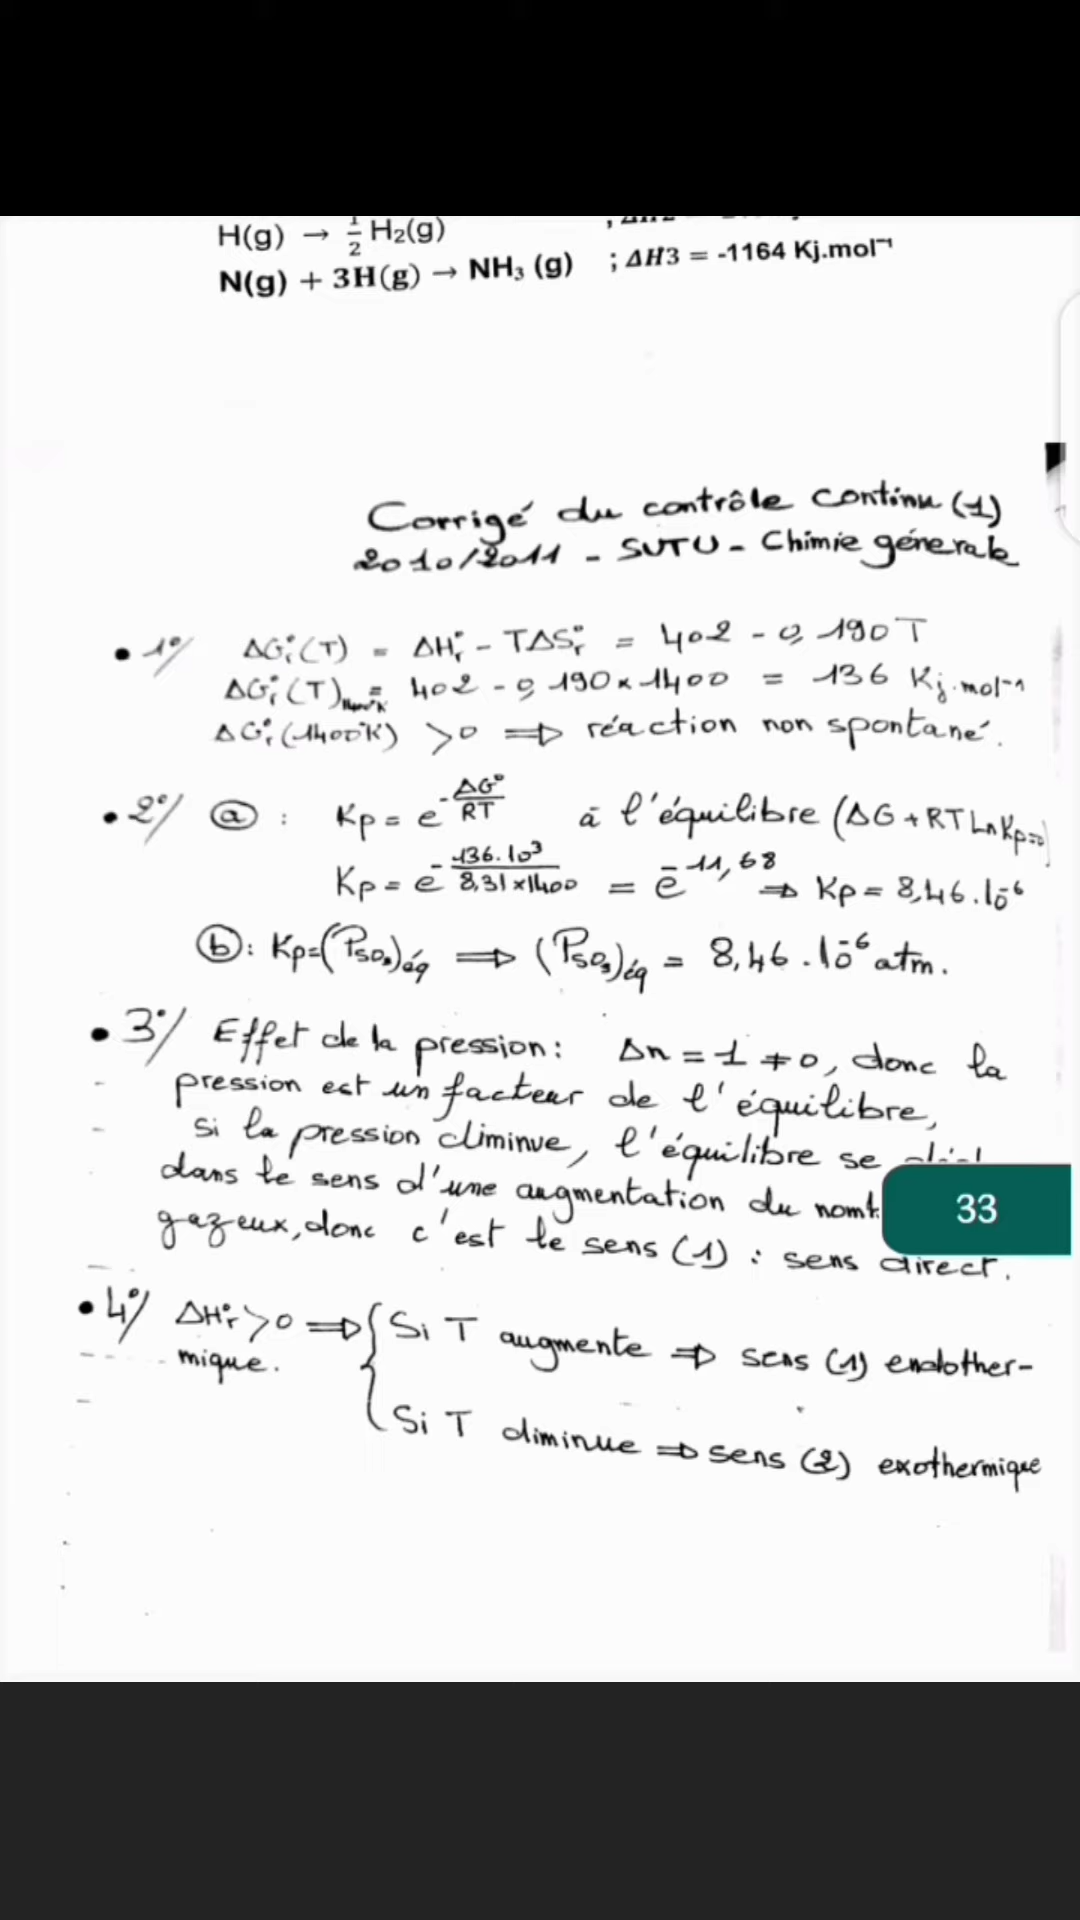 H(g) → 1/2 H₂(g)
N(g) + 3H(g) → NH₃ (g) ; ΔH3 = -1164 Kj.mol⁻¹
Corrigé du contrôle continu (1)
2010/2011 - SVTU - Chimie génerale
• 1°/ ΔG°r(T) = ΔH°r - TΔS°r = 402 - 0,190T
ΔG°r(T)1400K = 402 - 0,190 x 1400 = 136 Kj.mol⁻¹
ΔG°r(1400K) >0 ⇒ réaction non spontané.
• 2°/ ⓐ : Kp = e^-ΔG°/RT à l'équilibre (ΔG + RT Ln Kp=0)
Kp = e^-136.10³/8,31x1400 = e^-11,68 ⇒ Kp = 8,46.10⁻⁶
ⓑ: Kp=(PSO₃)éq ⇒ (PSO₃)éq = 8,46.10⁻⁶ atm.
• 3°/ Effet de la pression: Δn = 1 ≠ 0, donc la
pression est un facteur de l'équilibre,
si la pression diminue, l'équilibre se
dans le sens d'une augmentation du
gazeux, donc c'est le sens (1) : sens direct.
33
• 4°/ ΔH°r >0 ⇒ { Si T augmente ⇒ sens (1) endother-
mique.
Si T diminue ⇒ sens (2) exothermique